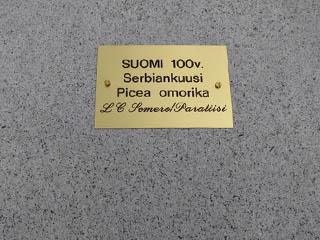 SUOMI 100v.
Serbiankuusi
Picea omorika
LC Somero/Paratiisi